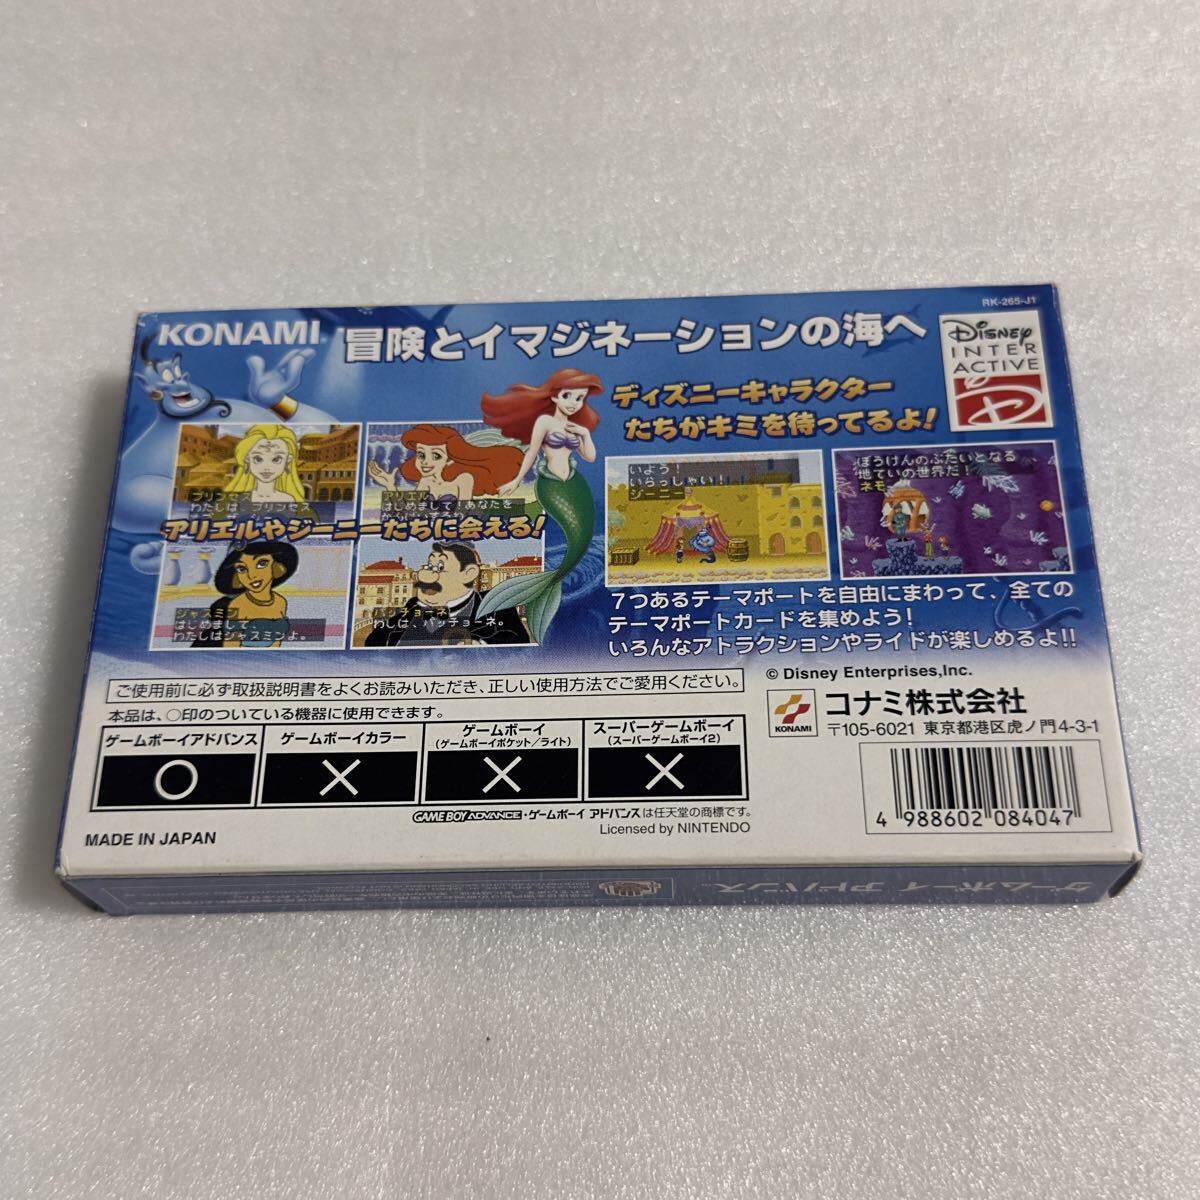 RK-265-J1
KONAMI
冒険とイマジネーションの海へ
DISNEY
INTER
ACTIVE
ディズニーキャラクター
たちがキミを待ってるよ!
プリンセス
わたしは、プリンセス
アリエル
はじめまして!あなたを
アリエルやジーニーたちに会える!
ジャスミン
はじめまして、
わたしはジャスミンよ。
パッチョーネ
わしは、パッチョーネ。
いよう!
いらっしゃい!
ジーニー
ぼうけんのぶたいとなる
地ていの世界だ!
ネモ
7つあるテーマポートを自由にまわって、全ての
テーマポートカードを集めよう!
いろんなアトラクションやライドが楽しめるよ!!
© Disney Enterprises,Inc.
ご使用前に必ず取扱説明書をよくお読みいただき、正しい使用方法でご愛用ください。
本品は、○印のついている機器に使用できます。
ゲームボーイアドバンス
ゲームボーイカラー
ゲームボーイ
(ゲームボーイポケット/ライト)
スーパーゲームボーイ
(スーパーゲームボーイ2)
○
×
×
×
KONAMI
コナミ株式会社
〒105-6021 東京都港区虎ノ門4-3-1
GAME BOY ADVANCE・ゲームボーイ アドバンスは任天堂の商標です。
Licensed by NINTENDO
MADE IN JAPAN
4 988602 084047
ゲームボーイ アドバンス